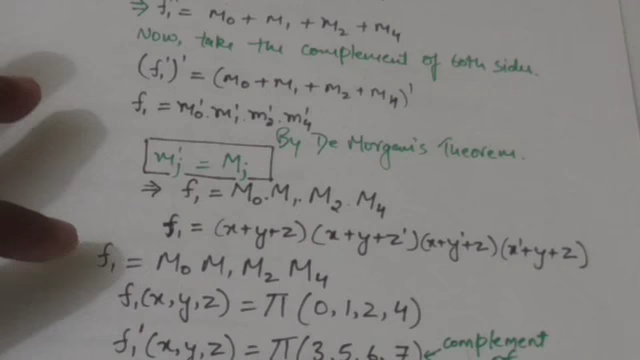 ⇒ f₁' = m₀ + m₁ + m₂ + m₄
Now, take the complement of both sides.
(f₁')' = (m₀ + m₁ + m₂ + m₄)'
f₁ = m₀'. m₁'. m₂'. m₄'
By De Morgan's Theorem.
mⱼ' = Mⱼ
⇒ f₁ = M₀. M₁. M₂. M₄
f₁ = (x+y+z) (x+y+z') (x+y'+z) (x'+y+z)
f₁ = M₀ M₁ M₂ M₄
f₁(x,y,z) = Π (0,1,2,4)
f₁'(x,y,z) = Π (3,5,6,7) ← complement
of